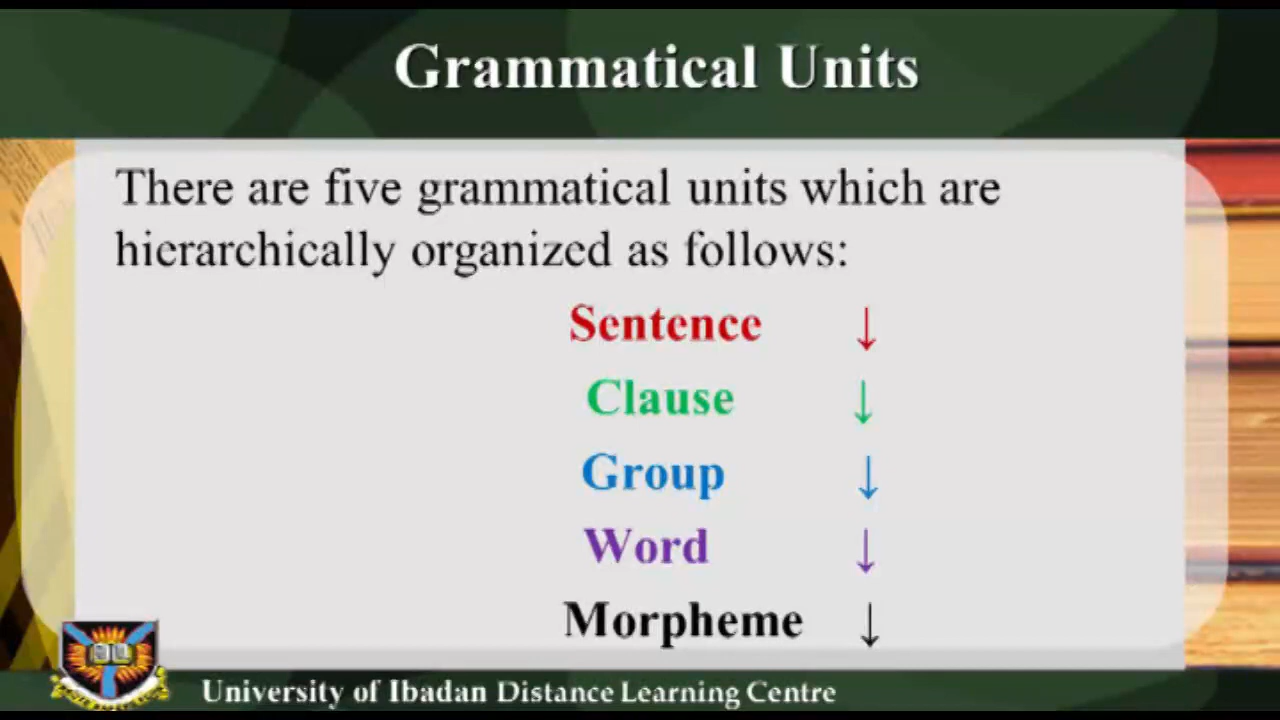 Grammatical Units
There are five grammatical units which are
hierarchically organized as follows:
Sentence ↓
Clause ↓
Group ↓
Word ↓
Morpheme ↓
University of Ibadan Distance Learning Centre